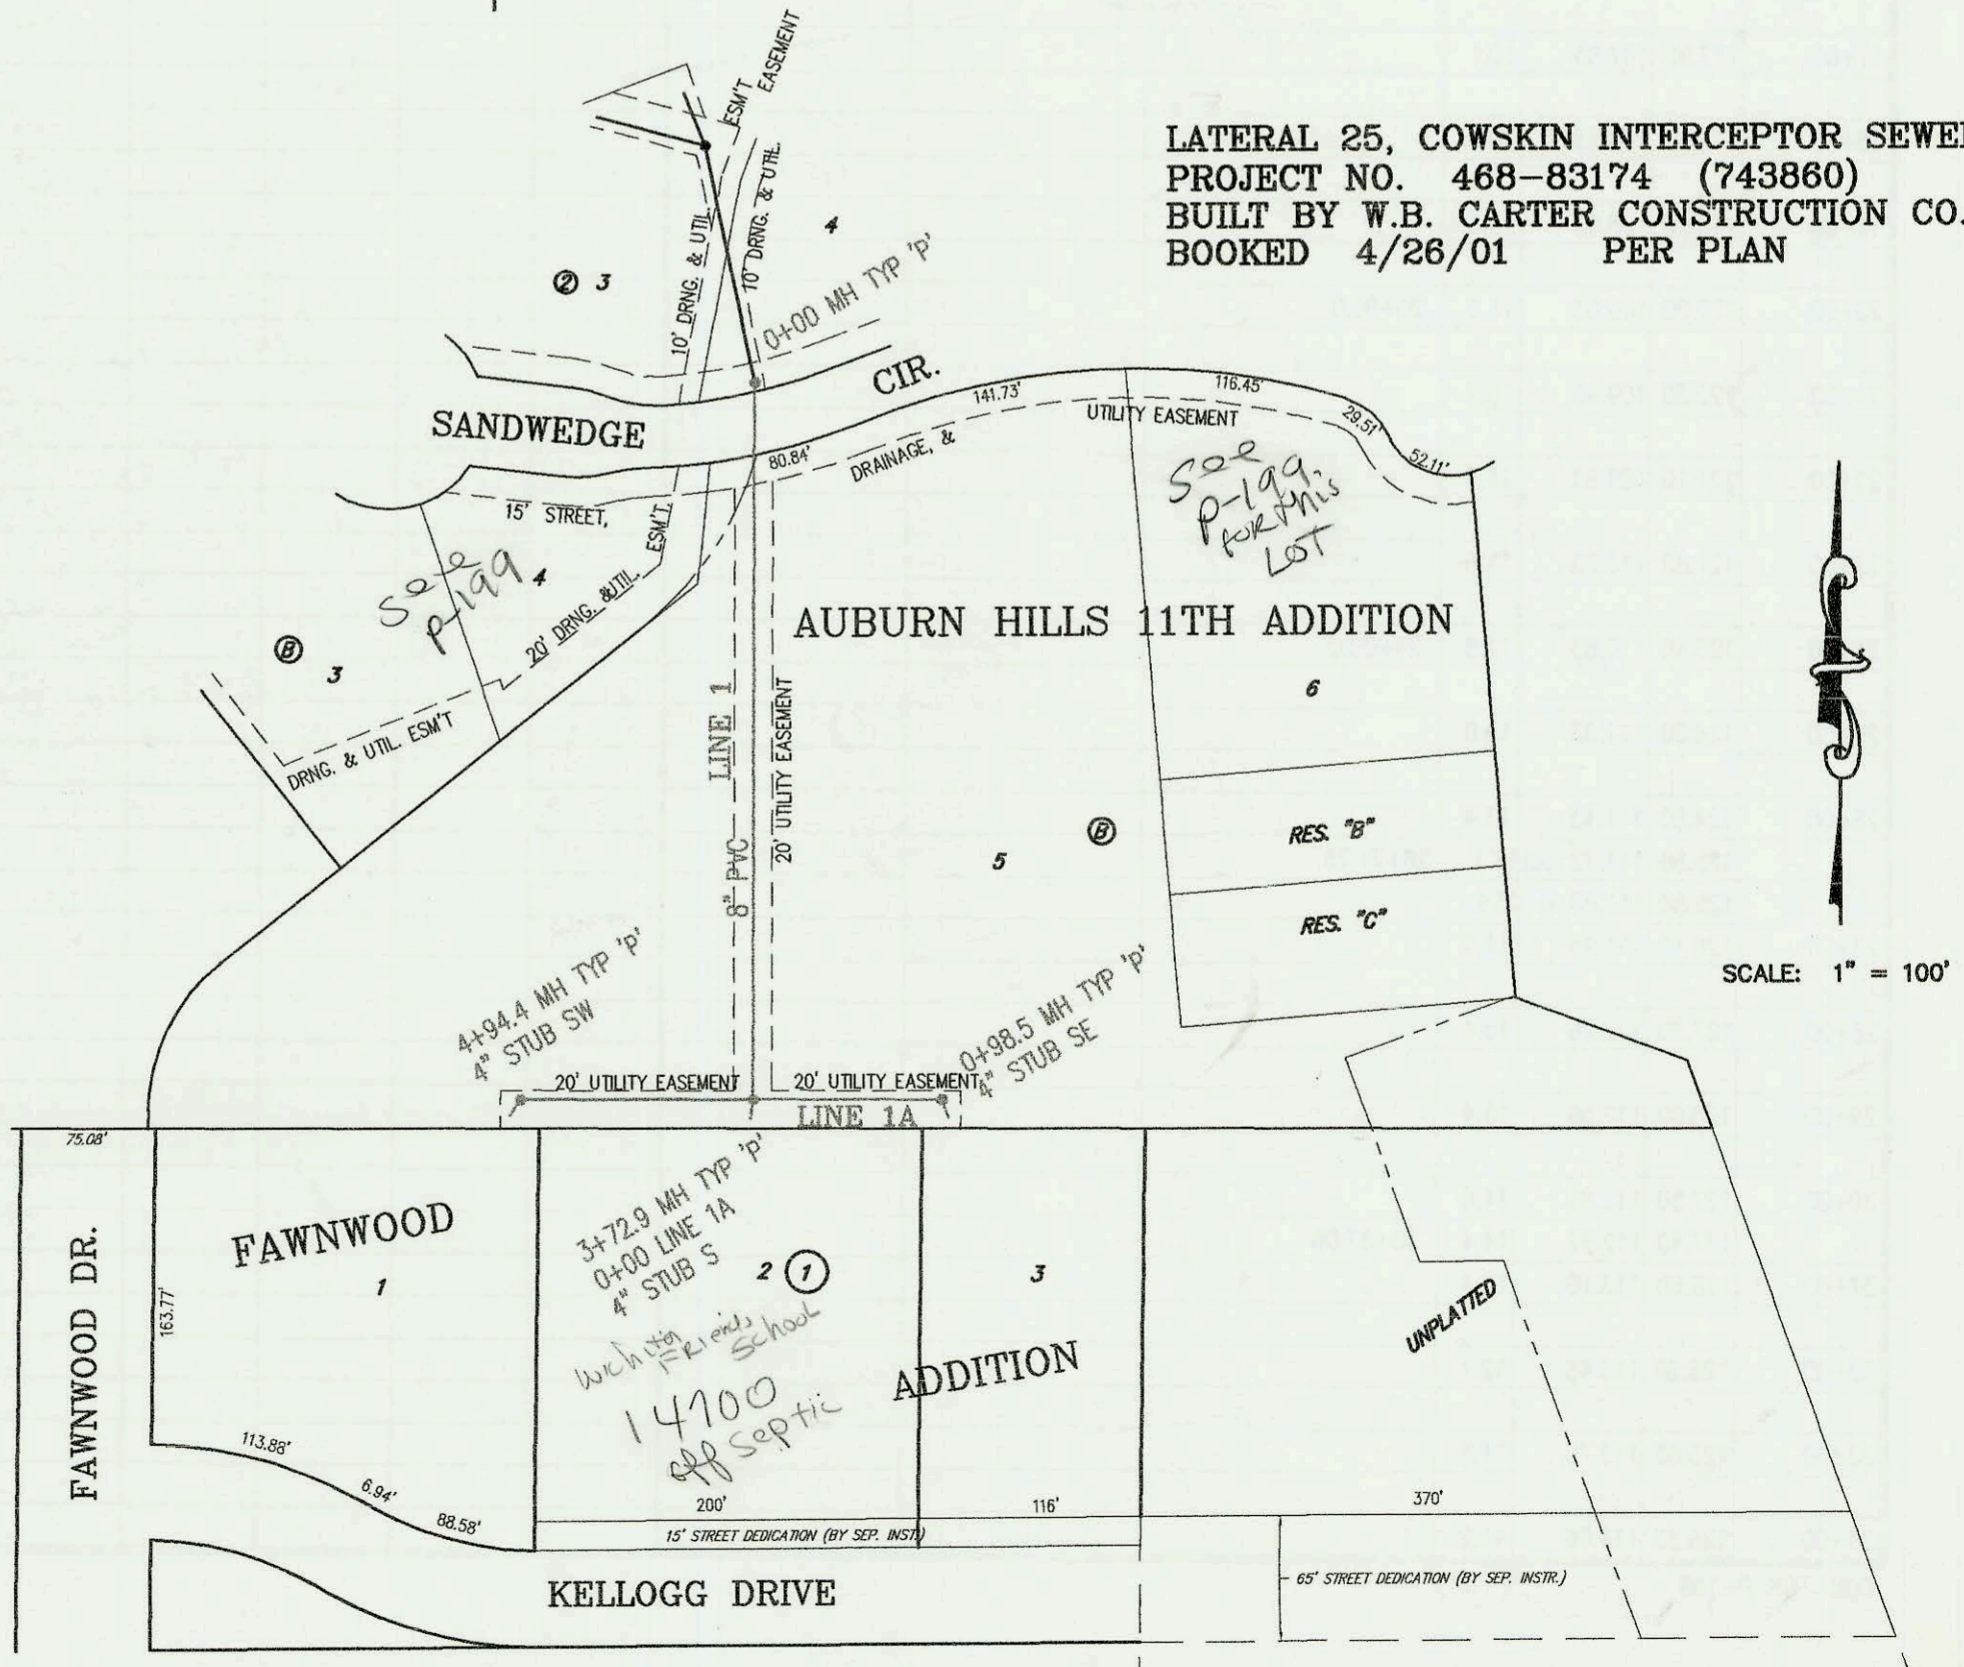 LATERAL 25, COWSKIN INTERCEPTOR SEWE
PROJECT NO. 468-83174 (743860)
BUILT BY W.B. CARTER CONSTRUCTION CO.
BOOKED 4/26/01 PER PLAN
ESM'T
EASEMENT
10' DRNG. & UTIL.
10' DRNG. & UTIL.
4
2 3
0+00 MH TYP 'P'
SANDWEDGE CIR.
141.73'
116.45'
29.51'
52.11'
80.84'
UTILITY EASEMENT
DRAINAGE, &
15' STREET,
ESM'T.
See
P-199.
FOR this
LOT
See
P-199
4
20' DRNG. &UTIL.
B
3
DRNG. & UTIL. ESM'T
AUBURN HILLS 11TH ADDITION
6
LINE 1
8" PVC
20' UTILITY EASEMENT
5
B
RES. "B"
RES. "C"
SCALE: 1" = 100'
4+94.4 MH TYP 'P'
4" STUB SW
0+98.5 MH TYP 'P'
4" STUB SE
20' UTILITY EASEMENT
20' UTILITY EASEMENT
LINE 1A
75.08'
FAWNWOOD DR.
163.77'
FAWNWOOD
1
3+72.9 MH TYP 'P'
0+00 LINE 1A
4" STUB S
2 1
3
Wichita
Friends
School
14700
off Septic
ADDITION
UNPLATTED
113.88'
6.94'
88.58'
200'
116'
370'
15' STREET DEDICATION (BY SEP. INST.)
KELLOGG DRIVE
65' STREET DEDICATION (BY SEP. INSTR.)